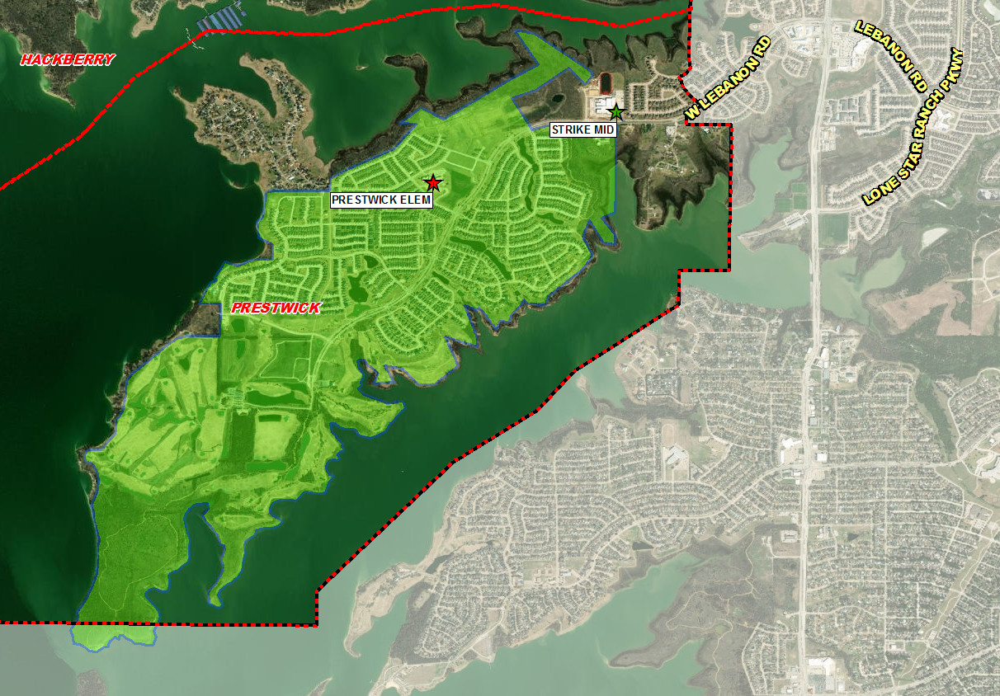 HACKBERRY
LEBANON RD
W LEBANON RD
LONE STAR RANCH PKWY
STRIKE MID
PRESTWICK ELEM
PRESTWICK